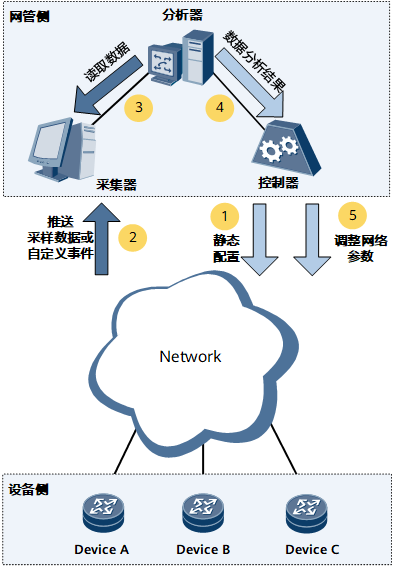 网管侧
分析器
读取数据
数据分析结果
3
4
采集器
控制器
推送
采样数据或
自定义事件
2
1
静态
配置
5
调整网络
参数
Network
设备侧
Device A
Device B
Device C